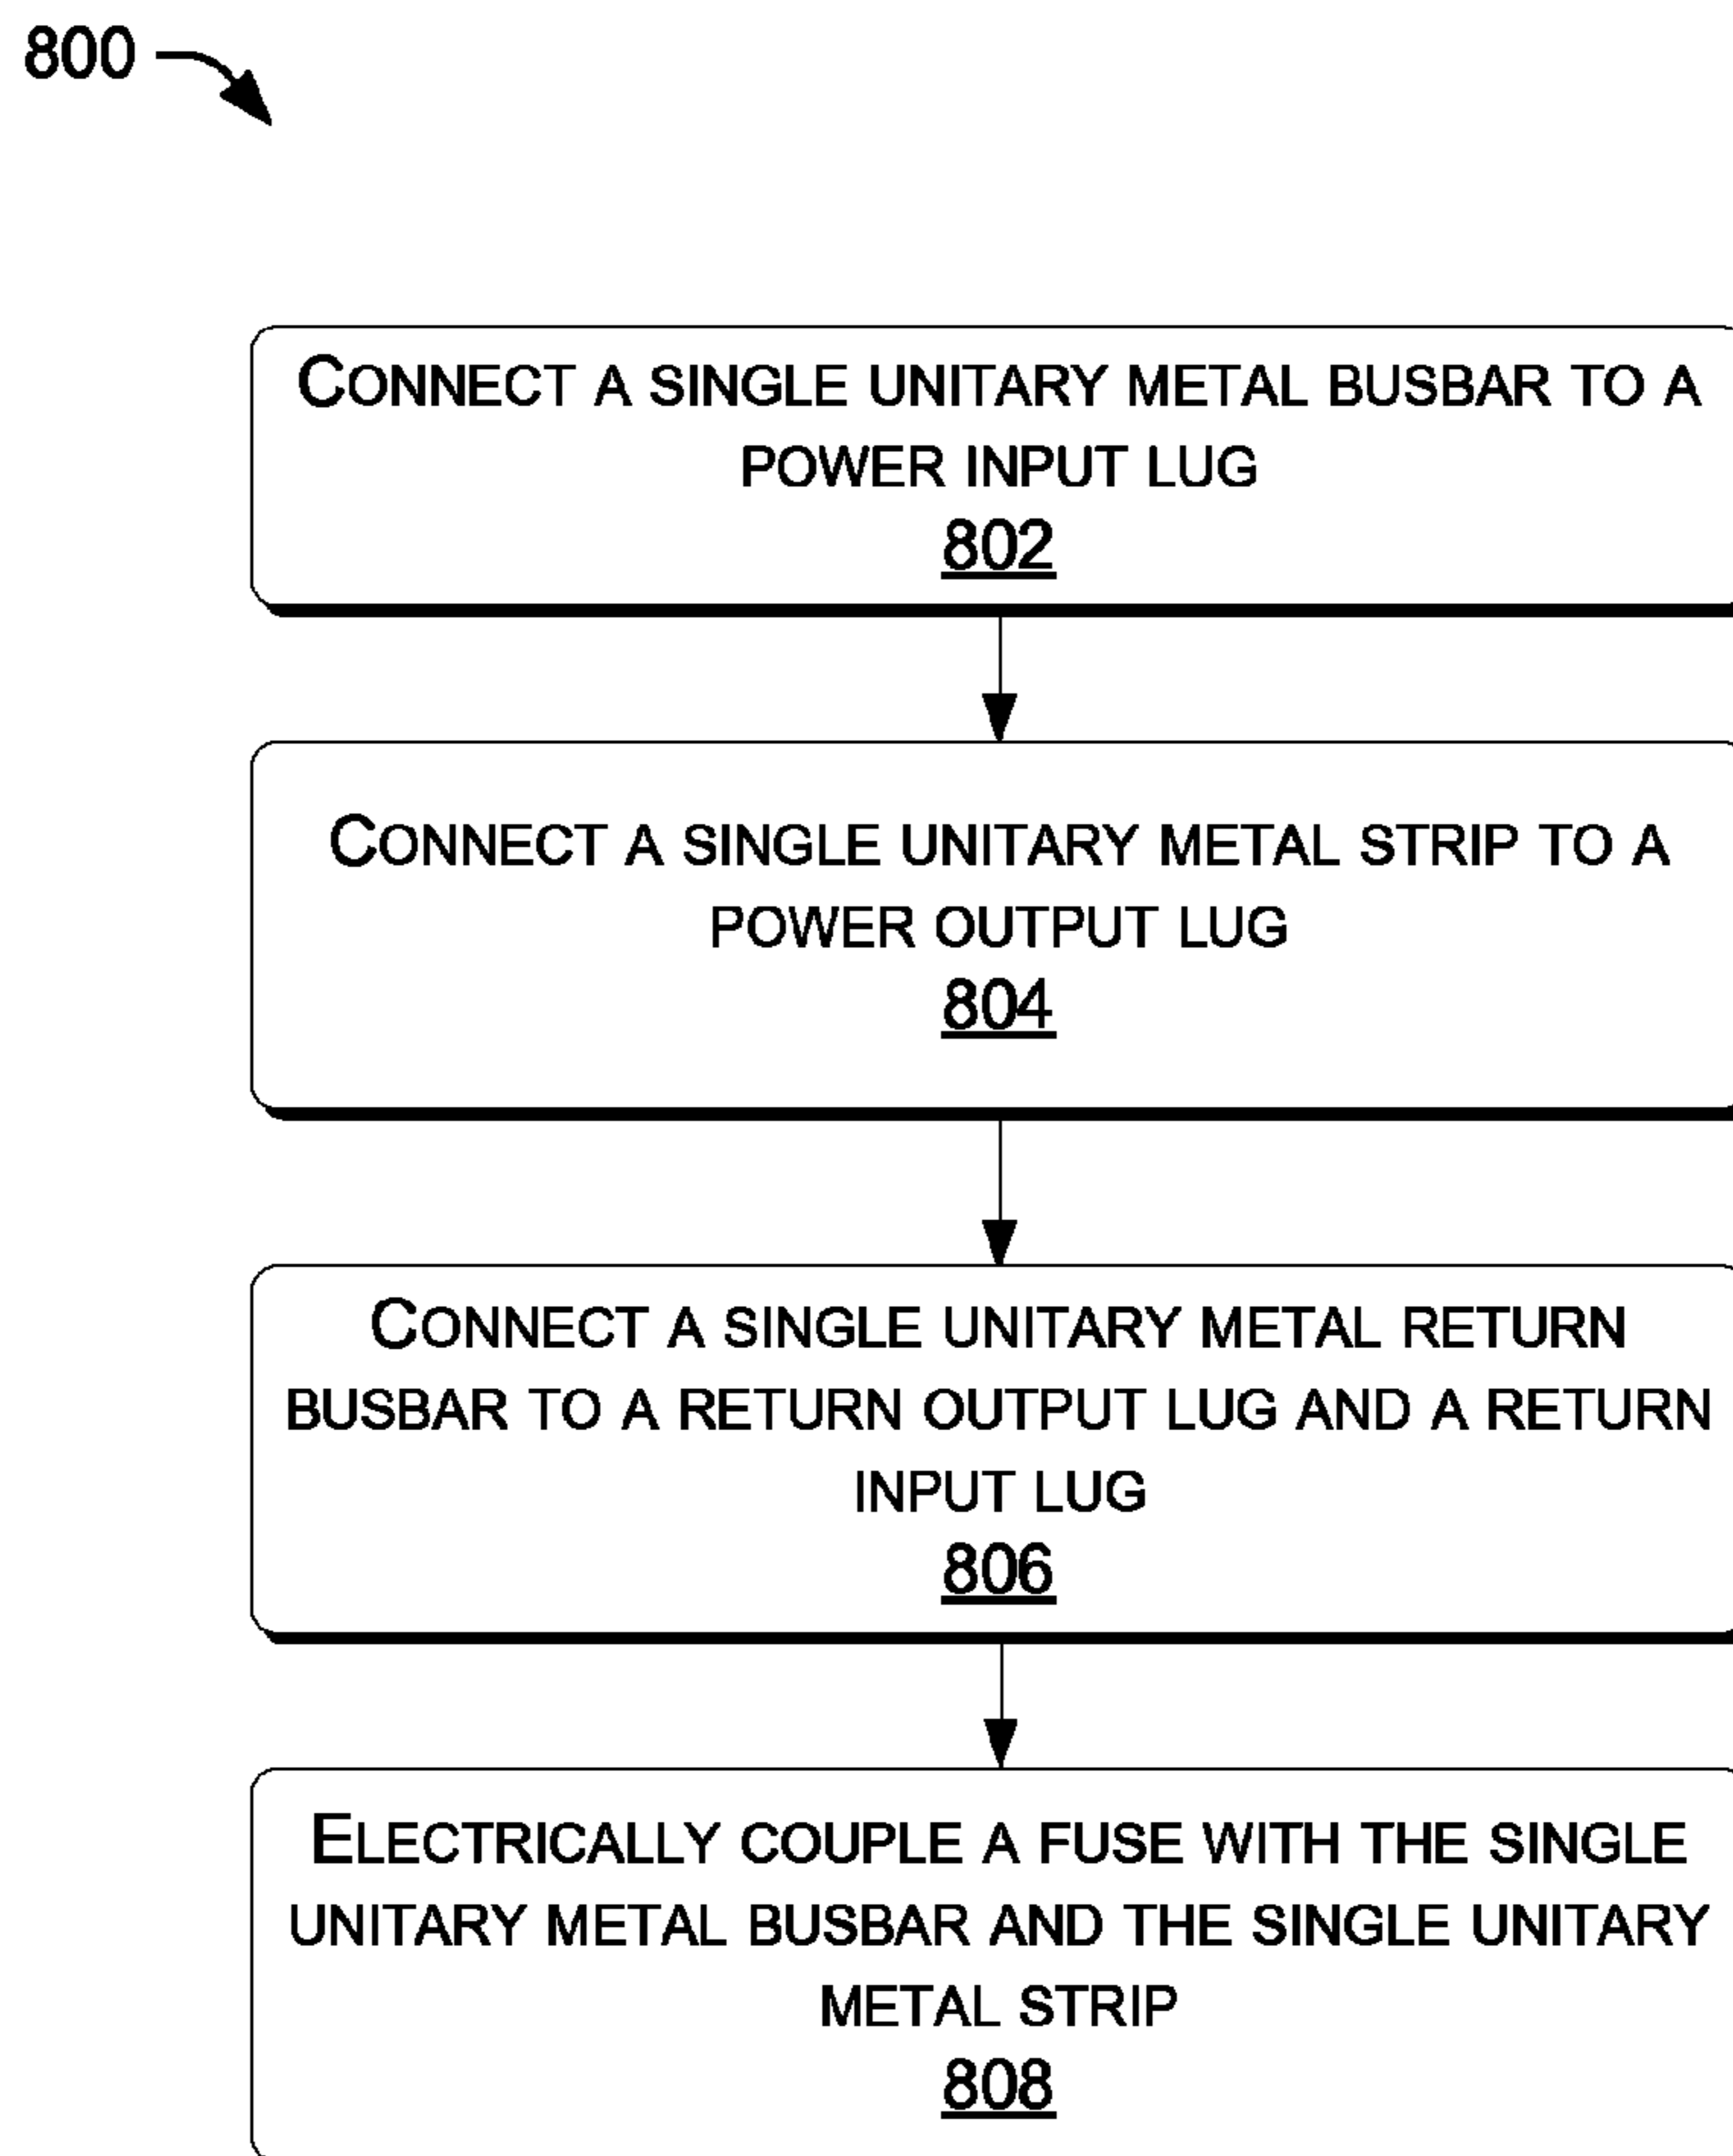 800
CONNECT A SINGLE UNITARY METAL BUSBAR TO A
POWER INPUT LUG
802
CONNECT A SINGLE UNITARY METAL STRIP TO A
POWER OUTPUT LUG
804
CONNECT A SINGLE UNITARY METAL RETURN
BUSBAR TO A RETURN OUTPUT LUG AND A RETURN
INPUT LUG
806
ELECTRICALLY COUPLE A FUSE WITH THE SINGLE
UNITARY METAL BUSBAR AND THE SINGLE UNITARY
METAL STRIP
808